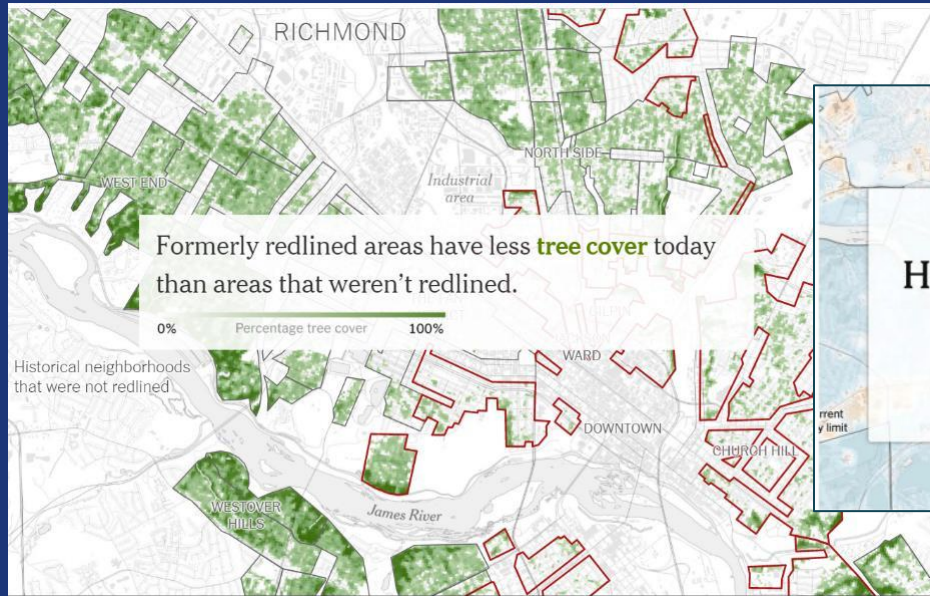 RICHMOND
NORTH SIDE
WEST END
Industrial
area
Formerly redlined areas have less tree cover today
than areas that weren’t redlined.
0% Percentage tree cover 100%
Historical neighborhoods
that were not redlined
WARD
DOWNTOWN
CHURCH HILL
WESTOVER
HILLS
James River
H
rrent
y limit